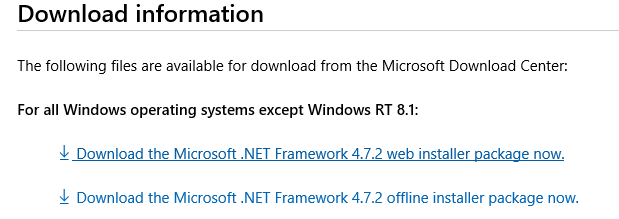 Download information
The following files are available for download from the Microsoft Download Center:
For all Windows operating systems except Windows RT 8.1:
Download the Microsoft .NET Framework 4.7.2 web installer package now.
Download the Microsoft .NET Framework 4.7.2 offline installer package now.